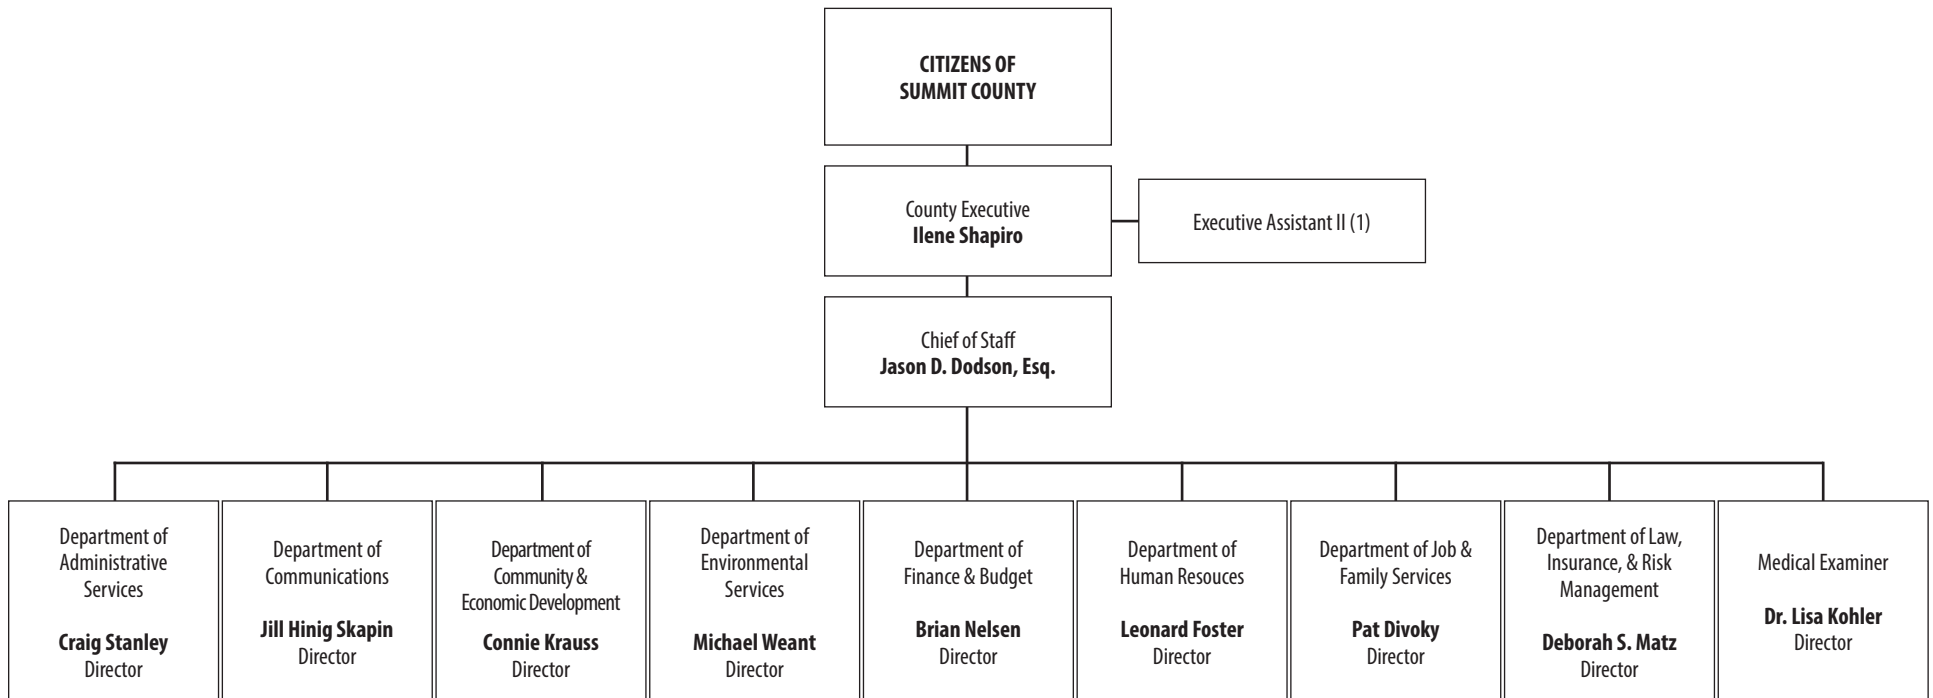 CITIZENS OF
SUMMIT COUNTY
County Executive
Ilene Shapiro
Executive Assistant II (1)
Chief of Staff
Jason D. Dodson, Esq.
Department of
Administrative
Services
Craig Stanley
Director
Department of
Communications
Jill Hinig Skapin
Director
Department of
Community &
Economic Development
Connie Krauss
Director
Department of
Environmental
Services
Michael Weant
Director
Department of
Finance & Budget
Brian Nelsen
Director
Department of
Human Resouces
Leonard Foster
Director
Department of Job &
Family Services
Pat Divoky
Director
Department of Law,
Insurance, & Risk
Management
Deborah S. Matz
Director
Medical Examiner
Dr. Lisa Kohler
Director